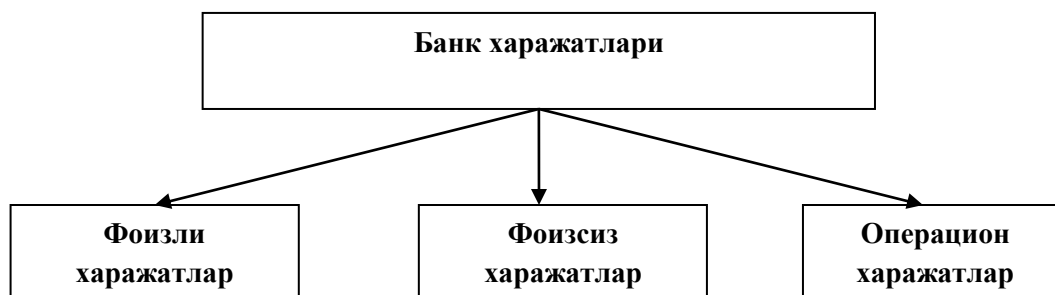 Банк харажатлари
Фоизли
харажатлар
Фоизсиз
харажатлар
Операцион
харажатлар